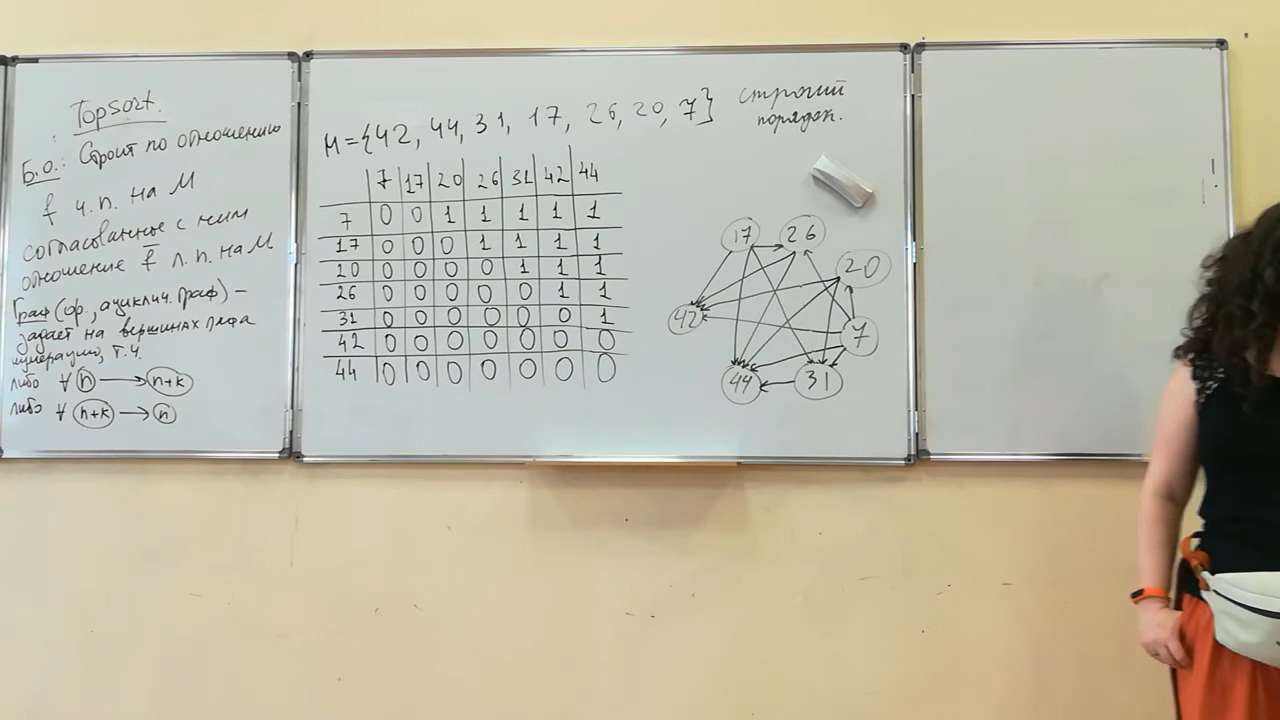 Topsort.
Б.О.: Строит по отношению
f ч.п. на M
согласованное с ним
отношение f̅ л.п. на M.
Граф (ор., ациклич. граф) –
задает на вершинах графа
нумерацию, т.ч.
либо ∀ n → n+k
либо ∀ n+k → n
M={42, 44, 31, 17, 26, 20, 7}
строгий
порядок.
7 17 20 26 31 42 44
7 0 0 1 1 1 1 1
17 0 0 0 1 1 1 1
20 0 0 0 0 1 1 1
26 0 0 0 0 0 1 1
31 0 0 0 0 0 0 1
42 0 0 0 0 0 0 0
44 0 0 0 0 0 0 0
17 26
20
42
7
44 31